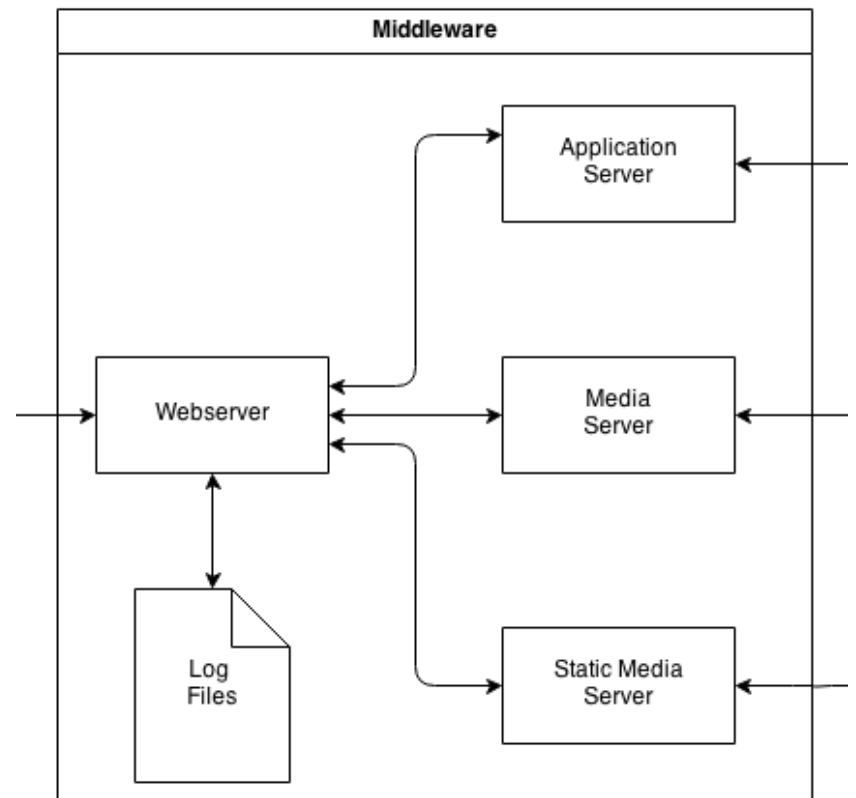 Middleware
Application
Server
Webserver
Media
Server
Log
Files
Static Media
Server